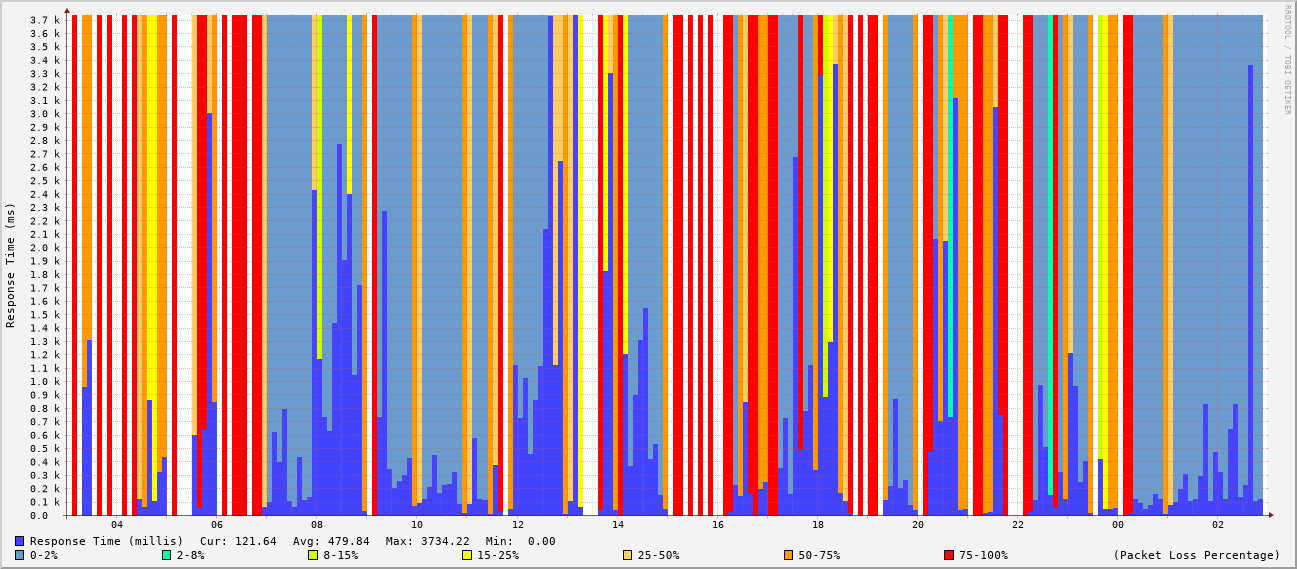 RRDTOOL / TOBI OETIKER
Response Time (ms)
3.7 k
3.6 k
3.5 k
3.4 k
3.3 k
3.2 k
3.1 k
3.0 k
2.9 k
2.8 k
2.7 k
2.6 k
2.5 k
2.4 k
2.3 k
2.2 k
2.1 k
2.0 k
1.9 k
1.8 k
1.7 k
1.6 k
1.5 k
1.4 k
1.3 k
1.2 k
1.1 k
1.0 k
0.9 k
0.8 k
0.7 k
0.6 k
0.5 k
0.4 k
0.3 k
0.2 k
0.1 k
0.0
04 06 08 10 12 14 16 18 20 22 00 02
Response Time (millis) Cur: 121.64 Avg: 479.84 Max: 3734.22 Min: 0.00
0-2% 2-8% 8-15% 15-25% 25-50% 50-75% 75-100% (Packet Loss Percentage)